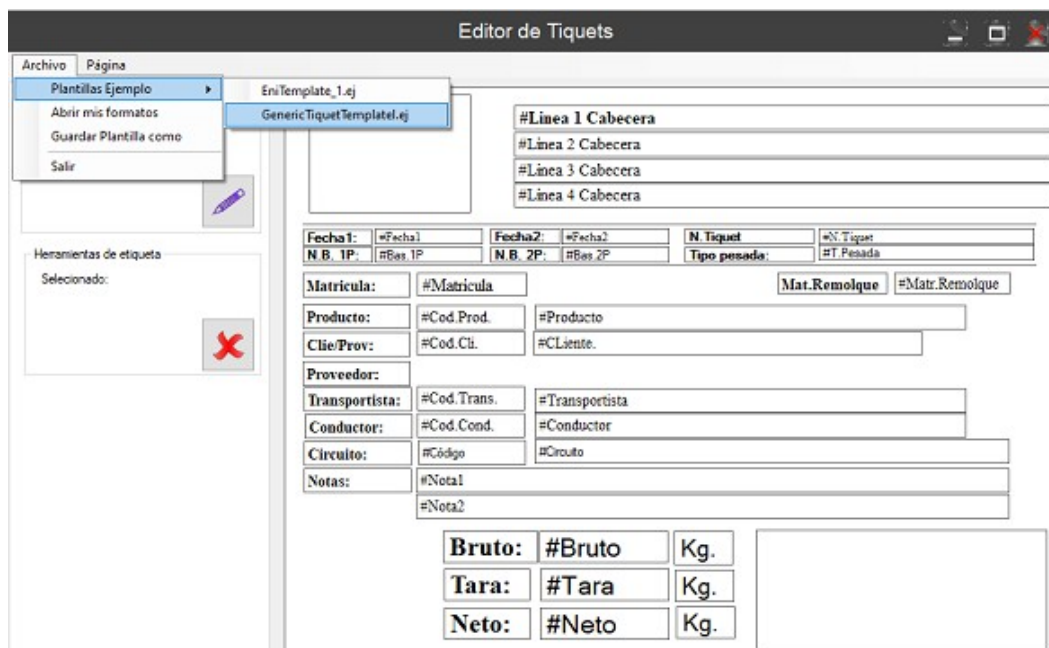 Editor de Tiquets
Archivo Página
Plantillas Ejemplo EniTemplate_1.ej
Abrir mis formatos GenericTiquetTemplatel.ej
Guardar Plantilla como
Salir
Herramientas de etiqueta
Selecionado:
#Linea 1 Cabecera
#Linea 2 Cabecera
#Linea 3 Cabecera
#Linea 4 Cabecera
Fecha1: #Fecha1 Fecha2: #Fecha2 N.Tiquet #N.Tiquet
N.B. 1P: #Bas.1P N.B. 2P: #Bas.2P Tipo pesada: #T.Pesada
Matricula: #Matricula Mat.Remolque #Matr.Remolque
Producto: #Cod.Prod. #Producto
Clie/Prov: #Cod.Cli. #CLiente.
Proveedor:
Transportista: #Cod.Trans. #Transportista
Conductor: #Cod.Cond. #Conductor
Circuito: #Código #Circuito
Notas: #Nota1
#Nota2
Bruto: #Bruto Kg.
Tara: #Tara Kg.
Neto: #Neto Kg.